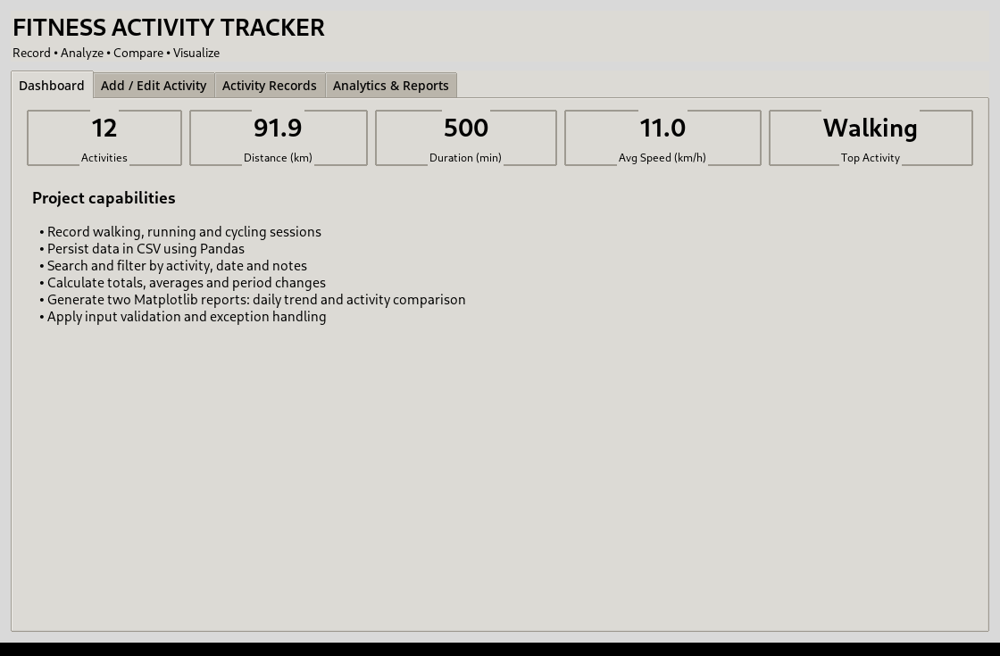 FITNESS ACTIVITY TRACKER
Record • Analyze • Compare • Visualize
Dashboard Add / Edit Activity Activity Records Analytics & Reports
12 91.9 500 11.0 Walking
Activities Distance (km) Duration (min) Avg Speed (km/h) Top Activity
Project capabilities
• Record walking, running and cycling sessions
• Persist data in CSV using Pandas
• Search and filter by activity, date and notes
• Calculate totals, averages and period changes
• Generate two Matplotlib reports: daily trend and activity comparison
• Apply input validation and exception handling